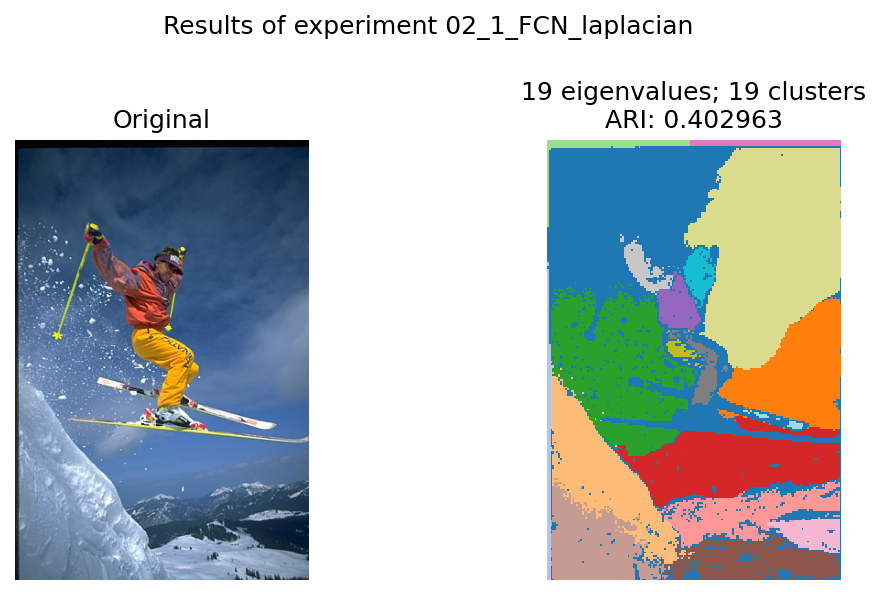 Results of experiment 02_1_FCN_laplacian
Original
19 eigenvalues; 19 clusters
ARI: 0.402963